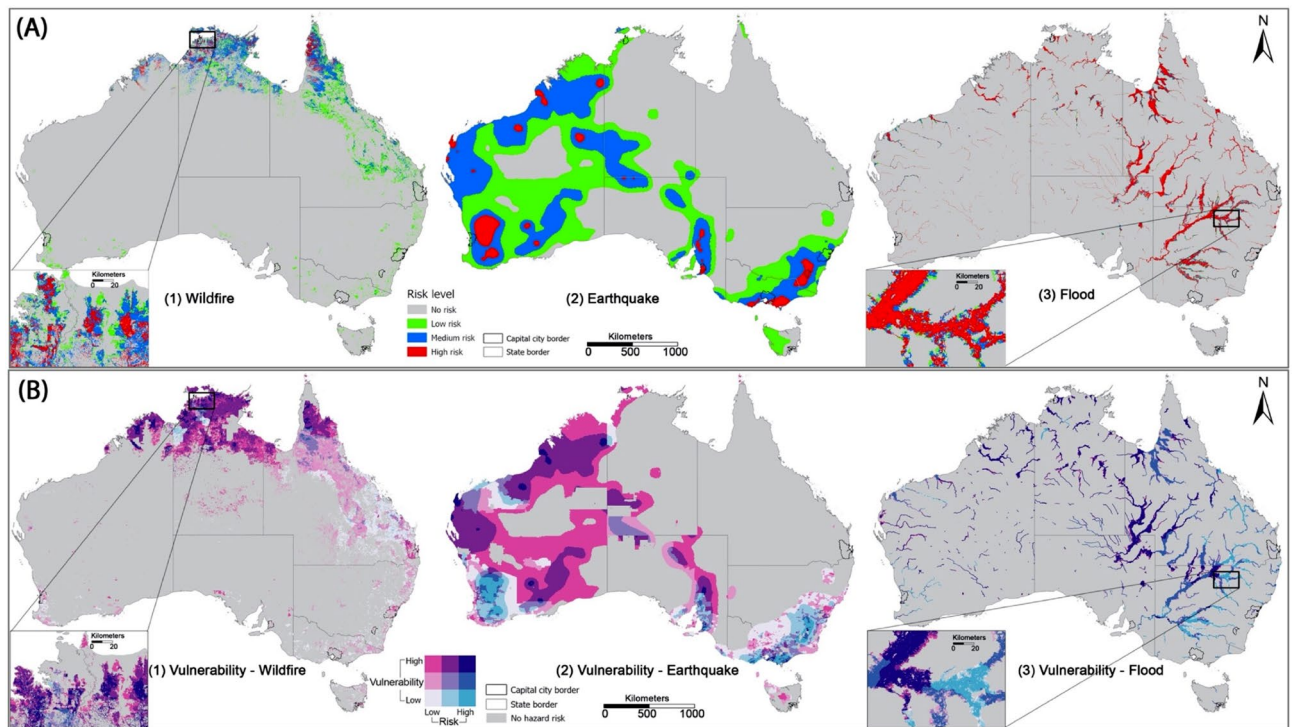 (A)
N
Kilometers
0 20
(1) Wildfire
Risk level
No risk
Low risk
Medium risk
High risk
Capital city border
State border
(2) Earthquake
Kilometers
0 500 1000
Kilometers
0 20
(3) Flood
(B)
N
Kilometers
0 20
(1) Vulnerability - Wildfire
High
Vulnerability
Low
Low High
Risk
Capital city border
State border
No hazard risk
(2) Vulnerability - Earthquake
Kilometers
0 500 1000
Kilometers
0 20
(3) Vulnerability - Flood